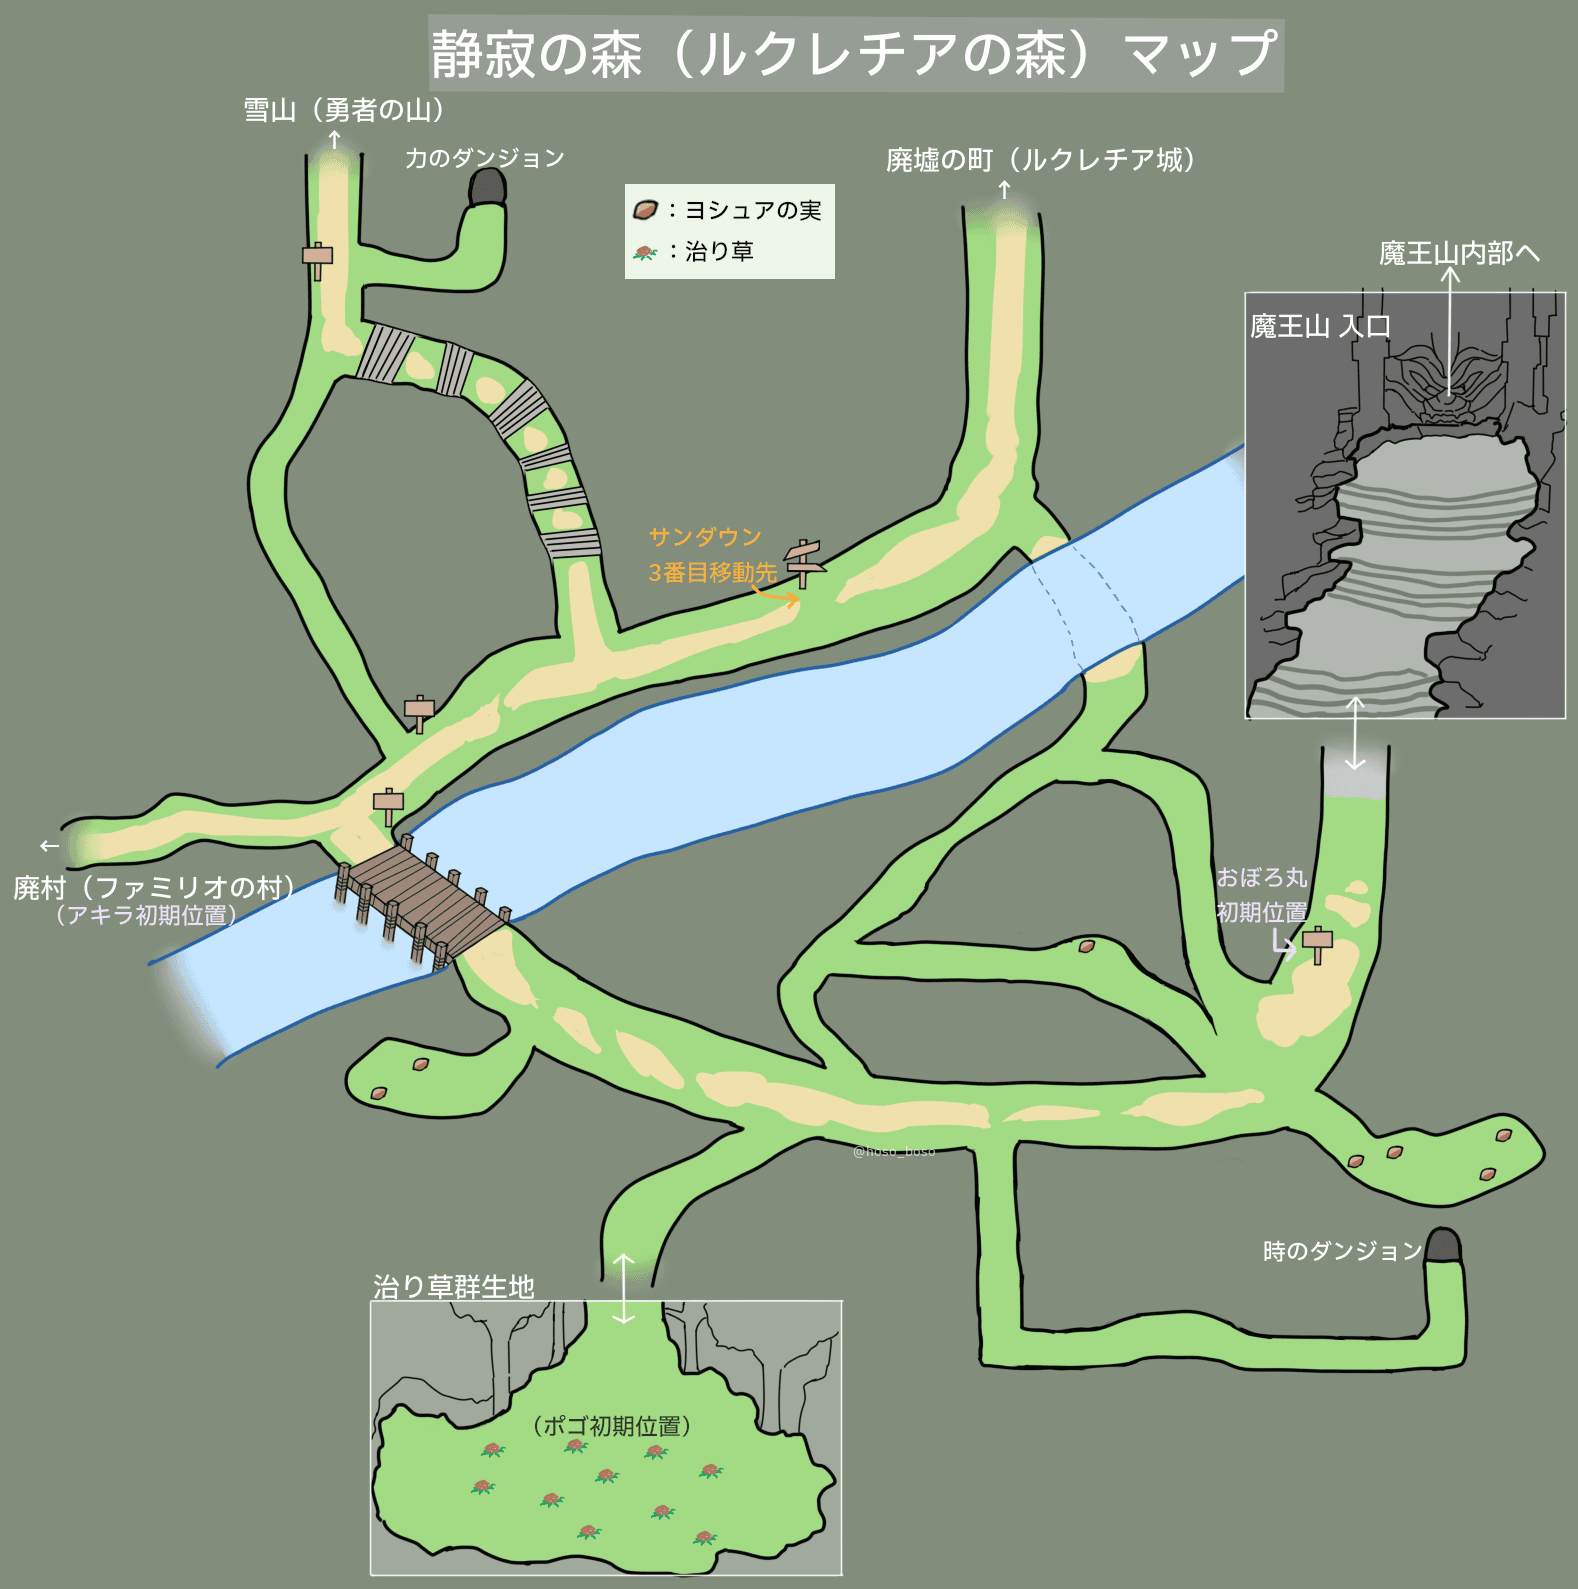 静寂の森（ルクレチアの森）マップ
雪山（勇者の山）
↑
力のダンジョン
：ヨシュアの実
：治り草
廃墟の町（ルクレチア城）
↑
魔王山内部へ
魔王山 入口
サンダウン
3番目移動先
←
廃村（ファミリオの村）
（アキラ初期位置）
おぼろ丸
初期位置
@hoso_boso
時のダンジョン
治り草群生地
（ポゴ初期位置）